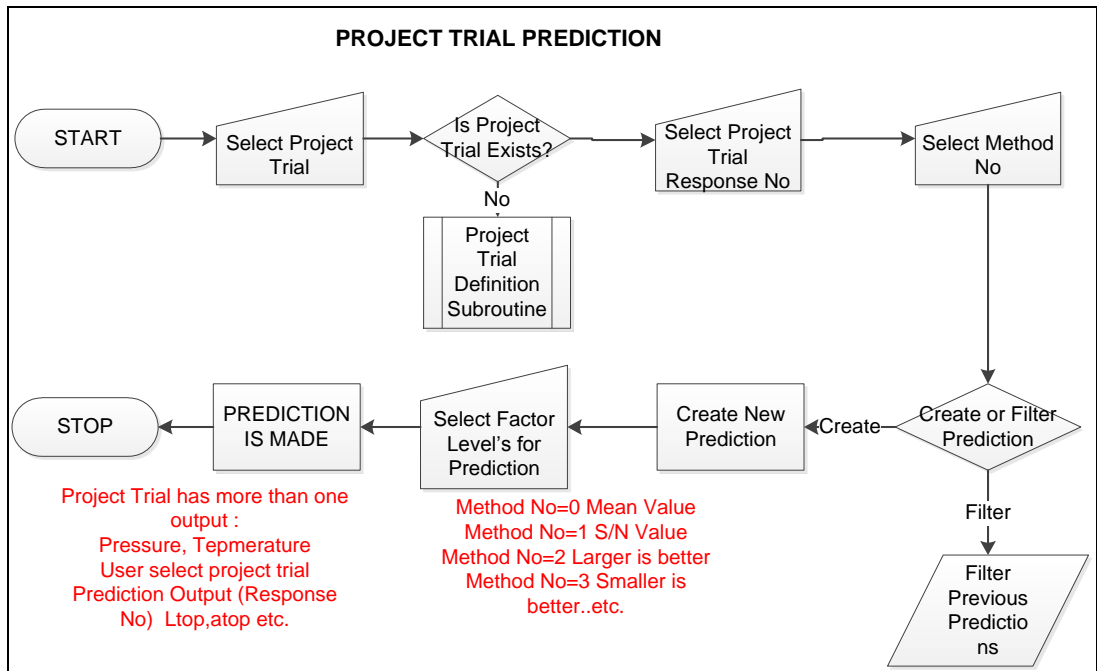 PROJECT TRIAL PREDICTION
START
Select Project
Trial
Is Project
Trial Exists?
Select Project
Trial
Response No
Select Method
No
No
Project
Trial
Definition
Subroutine
STOP
PREDICTION
IS MADE
Select Factor
Level's for
Prediction
Create New
Prediction
Create
Create or Filter
Prediction
Project Trial has more than one
output :
Pressure, Tepmerature
User select project trial
Prediction Output (Response
No) Ltop,atop etc.
Method No=0 Mean Value
Method No=1 S/N Value
Method No=2 Larger is better
Method No=3 Smaller is
better..etc.
Filter
Filter
Previous
Predictio
ns